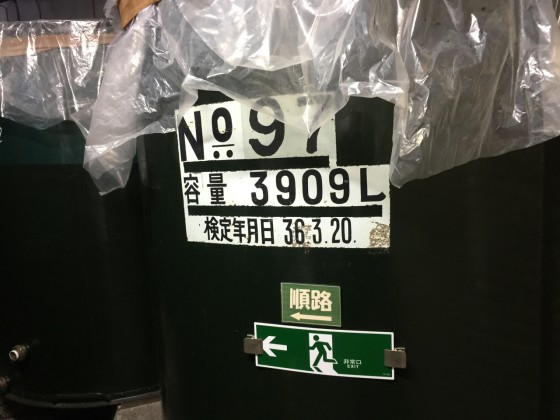 No 97
容量 3909L
検定年月日 36.3.20.
順路
非常口
EXIT